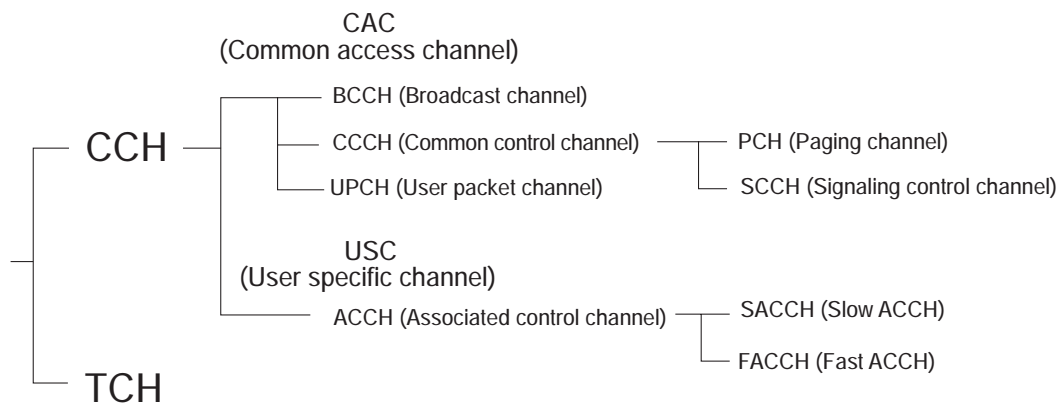 CAC
(Common access channel)
BCCH (Broadcast channel)
CCH
CCCH (Common control channel)
PCH (Paging channel)
UPCH (User packet channel)
SCCH (Signaling control channel)
USC
(User specific channel)
ACCH (Associated control channel)
SACCH (Slow ACCH)
FACCH (Fast ACCH)
TCH